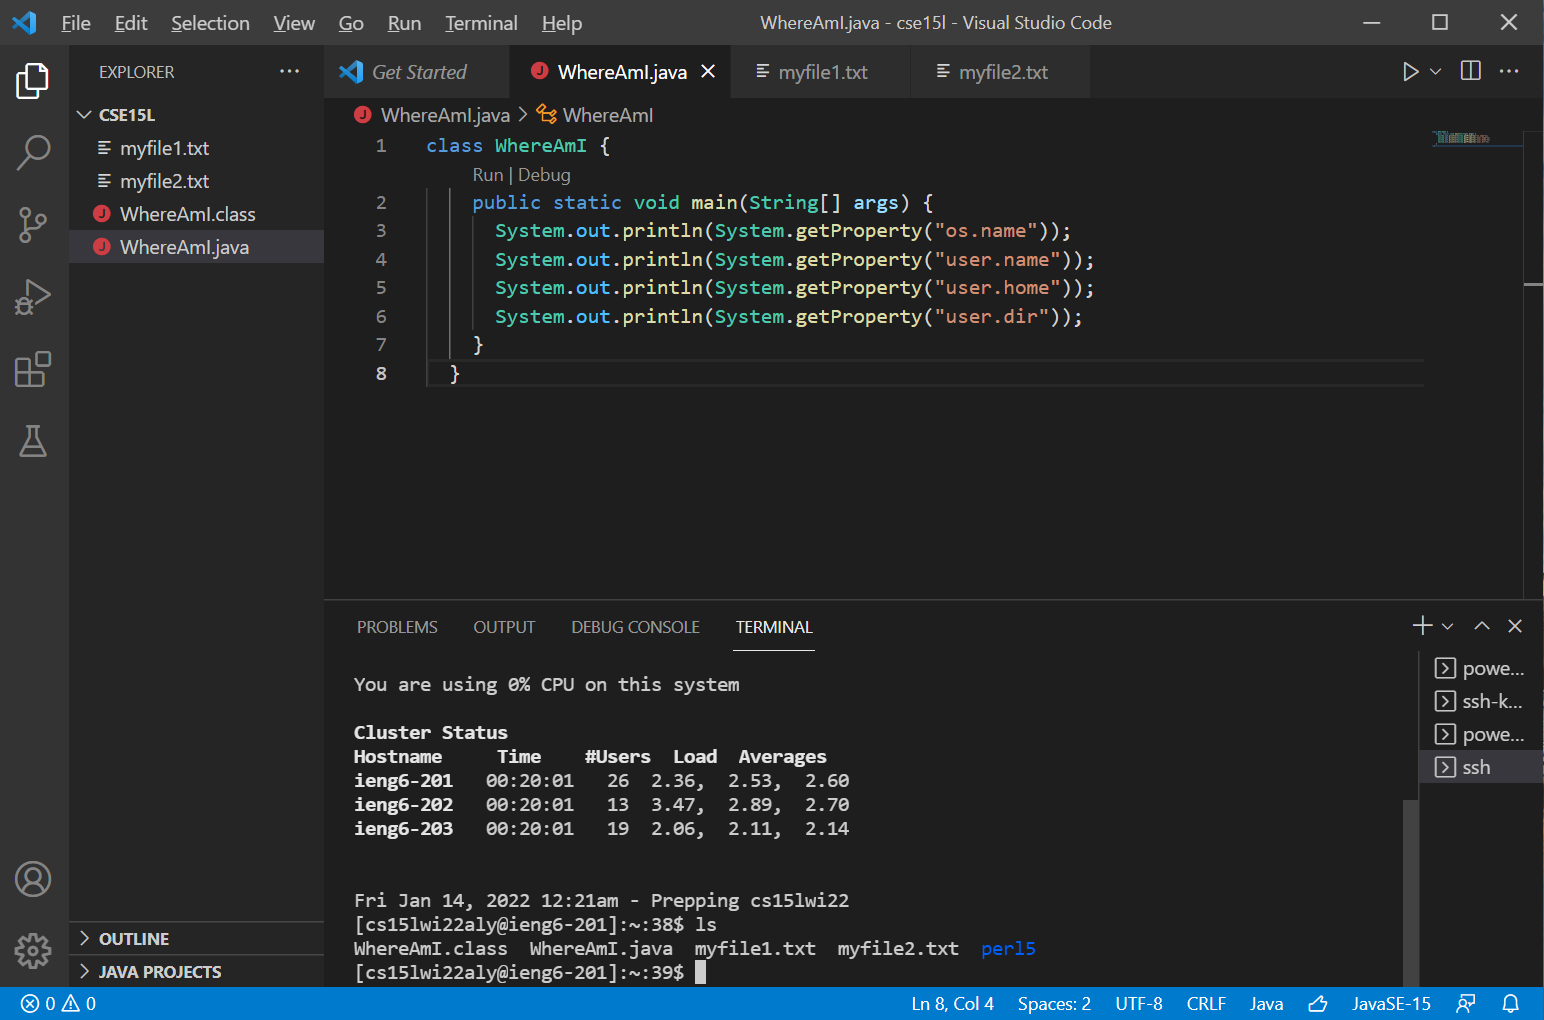 File Edit Selection View Go Run Terminal Help WhereAmI.java - cse15l - Visual Studio Code
EXPLORER
CSE15L
myfile1.txt
myfile2.txt
WhereAmI.class
WhereAmI.java
OUTLINE
JAVA PROJECTS
Get Started WhereAmI.java myfile1.txt myfile2.txt
WhereAmI.java > WhereAmI
1 class WhereAmI {
Run | Debug
2 public static void main(String[] args) {
3 System.out.println(System.getProperty("os.name"));
4 System.out.println(System.getProperty("user.name"));
5 System.out.println(System.getProperty("user.home"));
6 System.out.println(System.getProperty("user.dir"));
7 }
8 }
PROBLEMS OUTPUT DEBUG CONSOLE TERMINAL
You are using 0% CPU on this system
Cluster Status
Hostname Time #Users Load Averages
ieng6-201 00:20:01 26 2.36, 2.53, 2.60
ieng6-202 00:20:01 13 3.47, 2.89, 2.70
ieng6-203 00:20:01 19 2.06, 2.11, 2.14
Fri Jan 14, 2022 12:21am - Prepping cs15lwi22
[cs15lwi22aly@ieng6-201]:~:38$ ls
WhereAmI.class WhereAmI.java myfile1.txt myfile2.txt perl5
[cs15lwi22aly@ieng6-201]:~:39$
powe...
ssh-k...
powe...
ssh
0 0 Ln 8, Col 4 Spaces: 2 UTF-8 CRLF Java JavaSE-15